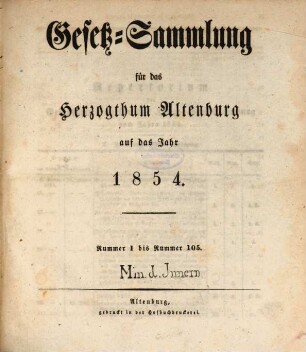 Gesetz-Sammlung
für das
Herzogthum Altenburg
auf das Jahr
1854.
Nummer 1 bis Nummer 105.
Min. d. Innern
Altenburg,
gedruckt in der Hofbuchdruckerei.